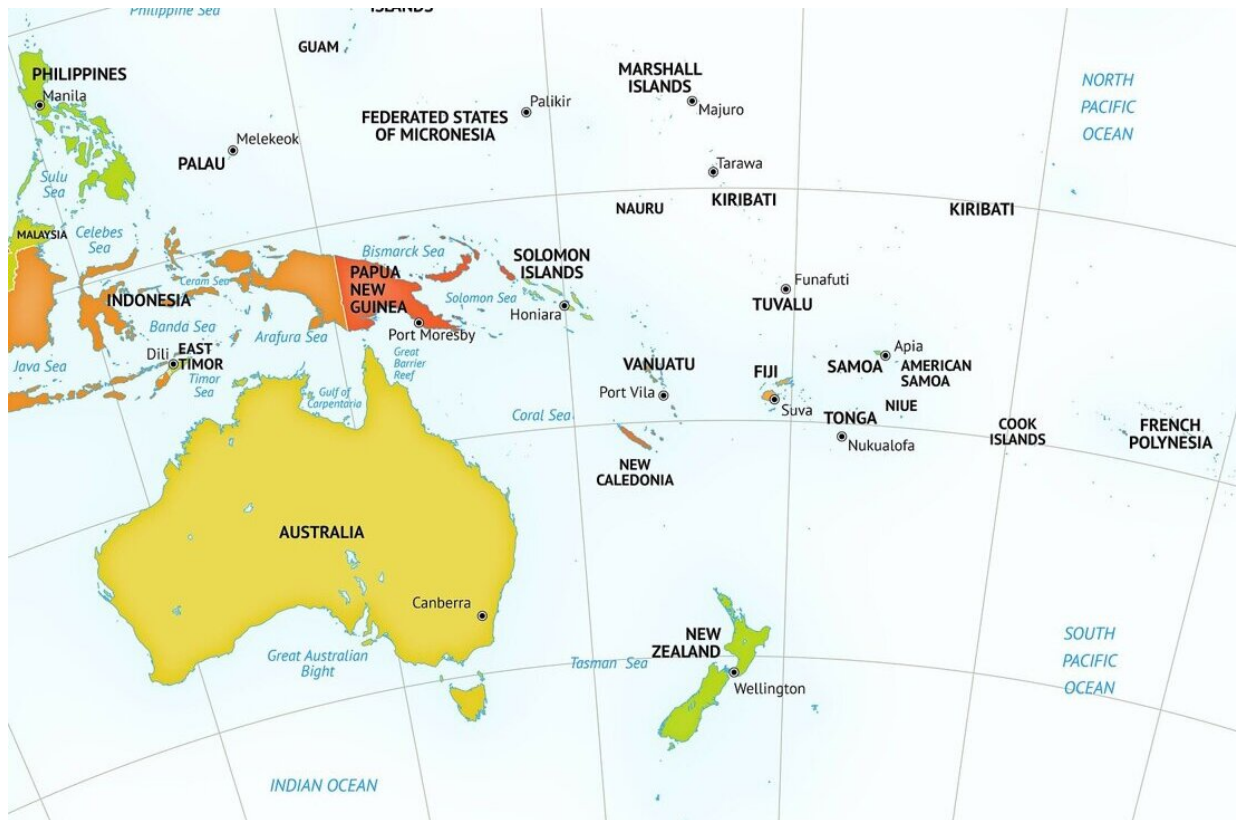 Philippine Sea
ISLANDS
GUAM
PHILIPPINES
Manila
MARSHALL
ISLANDS
Majuro
NORTH
PACIFIC
OCEAN
Palikir
FEDERATED STATES
OF MICRONESIA
Melekeok
PALAU
Tarawa
KIRIBATI
NAURU
KIRIBATI
Sulu
Sea
MALAYSIA
Celebes
Sea
Bismarck Sea
SOLOMON
ISLANDS
Honiara
PAPUA
NEW
GUINEA
Port Moresby
Solomon Sea
Ceram Sea
INDONESIA
Banda Sea
Arafura Sea
Funafuti
TUVALU
Java Sea
Dili
EAST
TIMOR
Timor
Sea
Great
Barrier
Reef
Gulf of
Carpentaria
Coral Sea
VANUATU
Port Vila
FIJI
Suva
SAMOA
Apia
AMERICAN
SAMOA
NIUE
TONGA
Nukualofa
COOK
ISLANDS
FRENCH
POLYNESIA
NEW
CALEDONIA
AUSTRALIA
Canberra
Great Australian
Bight
Tasman Sea
NEW
ZEALAND
Wellington
SOUTH
PACIFIC
OCEAN
INDIAN OCEAN